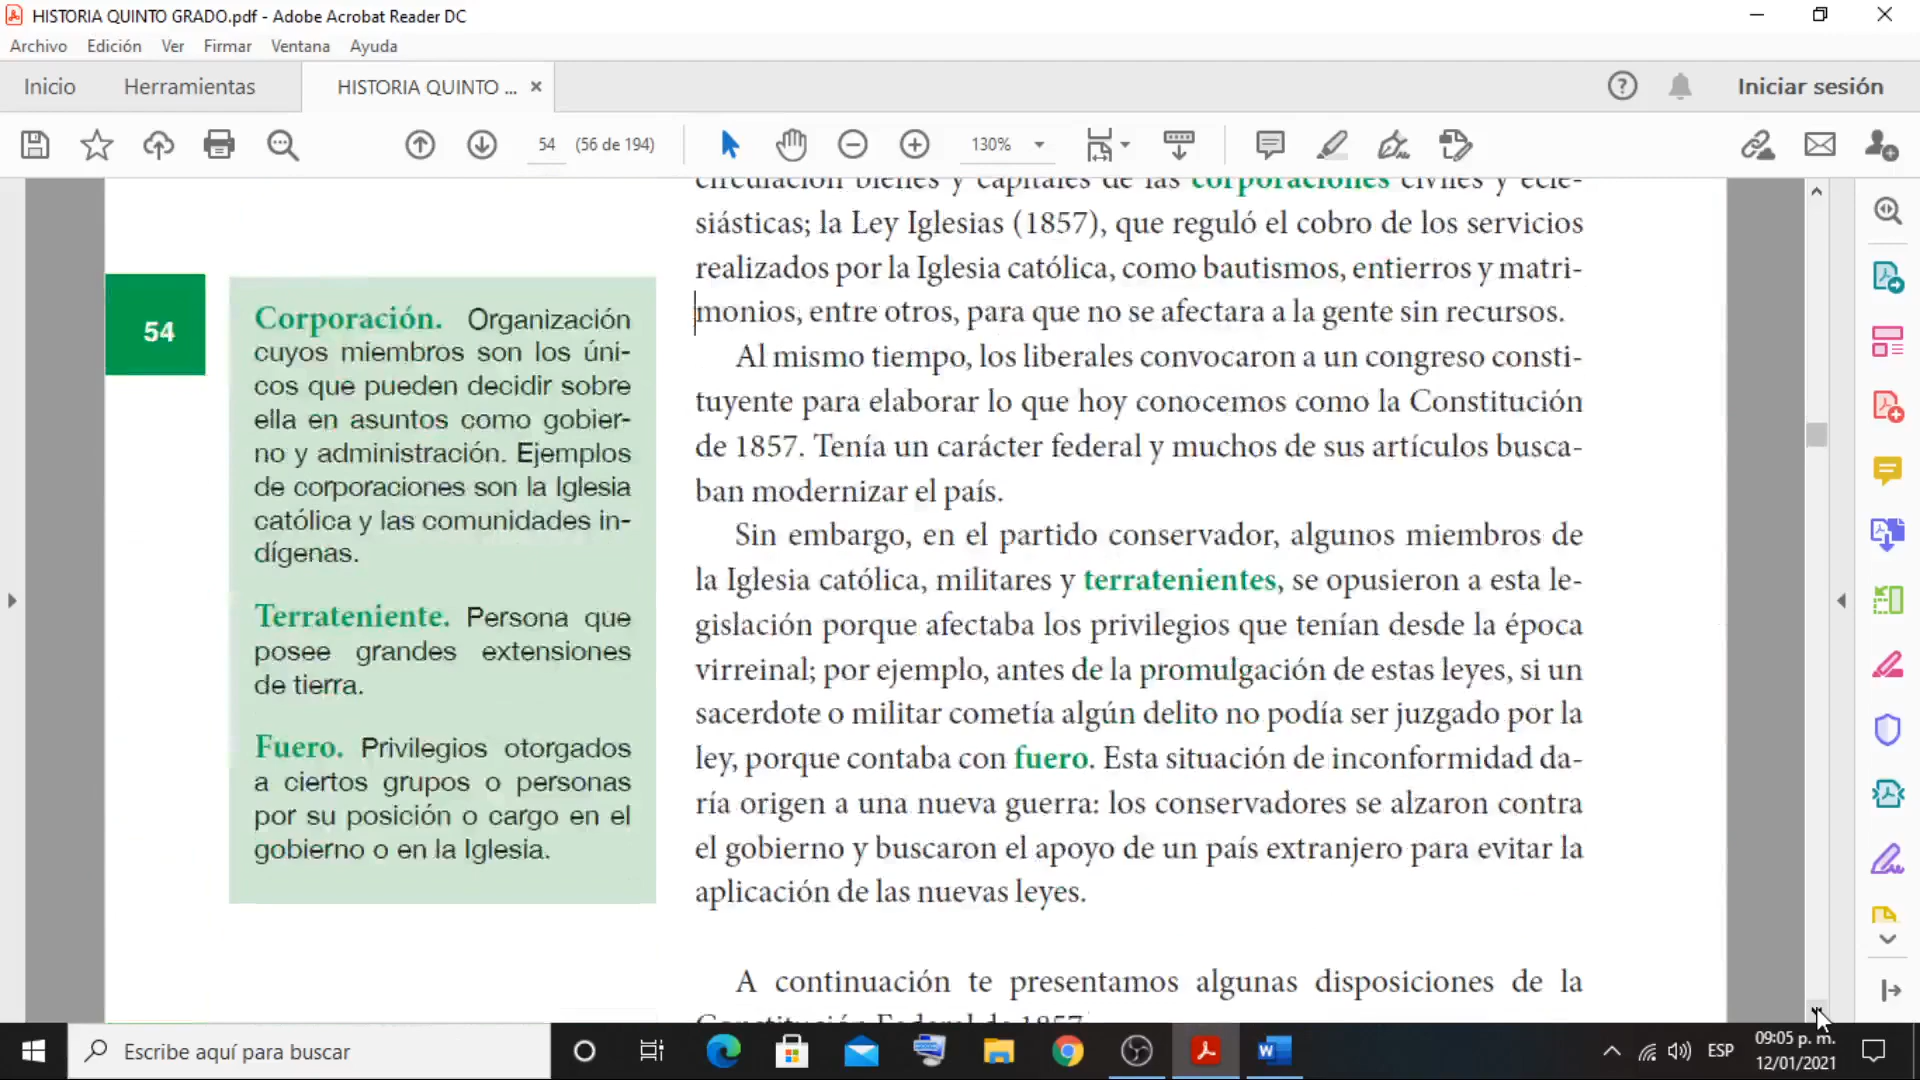 HISTORIA QUINTO GRADO.pdf - Adobe Acrobat Reader DC
Archivo Edición Ver Firmar Ventana Ayuda
Inicio Herramientas HISTORIA QUINTO ... Iniciar sesión
54 (56 de 194) 130%
circulación bienes y capitales de las corporaciones civiles y ecle-
siásticas; la Ley Iglesias (1857), que reguló el cobro de los servicios
realizados por la Iglesia católica, como bautismos, entierros y matri-
monios, entre otros, para que no se afectara a la gente sin recursos.
Al mismo tiempo, los liberales convocaron a un congreso consti-
tuyente para elaborar lo que hoy conocemos como la Constitución
de 1857. Tenía un carácter federal y muchos de sus artículos busca-
ban modernizar el país.
Sin embargo, en el partido conservador, algunos miembros de
la Iglesia católica, militares y terratenientes, se opusieron a esta le-
gislación porque afectaba los privilegios que tenían desde la época
virreinal; por ejemplo, antes de la promulgación de estas leyes, si un
sacerdote o militar cometía algún delito no podía ser juzgado por la
ley, porque contaba con fuero. Esta situación de inconformidad da-
ría origen a una nueva guerra: los conservadores se alzaron contra
el gobierno y buscaron el apoyo de un país extranjero para evitar la
aplicación de las nuevas leyes.
A continuación te presentamos algunas disposiciones de la
Constitución Federal de 1857.
54
Corporación. Organización
cuyos miembros son los úni-
cos que pueden decidir sobre
ella en asuntos como gobier-
no y administración. Ejemplos
de corporaciones son la Iglesia
católica y las comunidades in-
dígenas.
Terrateniente. Persona que
posee grandes extensiones
de tierra.
Fuero. Privilegios otorgados
a ciertos grupos o personas
por su posición o cargo en el
gobierno o en la Iglesia.
Escribe aquí para buscar
ESP
09:05 p. m.
12/01/2021